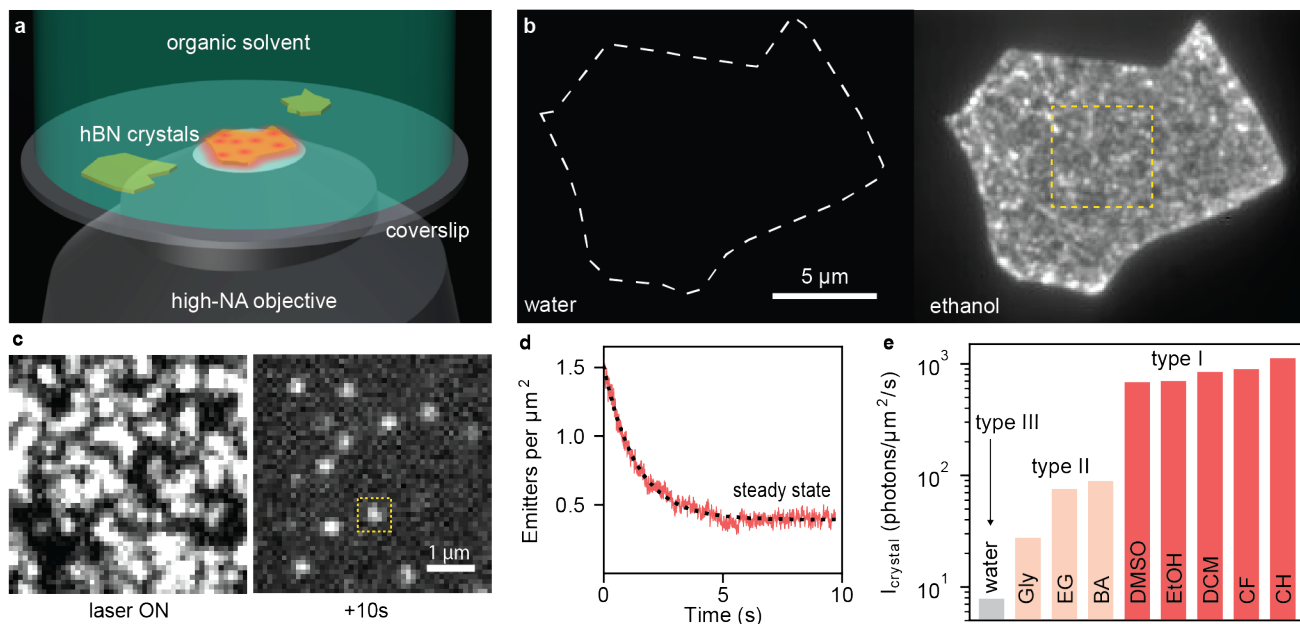 a
organic solvent
hBN crystals
coverslip
high-NA objective
b
water
5 µm
ethanol
c
laser ON
+10s
1 µm
d
Emitters per µm²
1.5
1.0
0.5
steady state
0
5
10
Time (s)
e
I_crystal (photons/µm²/s)
10³
10²
10¹
type III
type II
type I
water
Gly
EG
BA
DMSO
EtOH
DCM
CF
CH